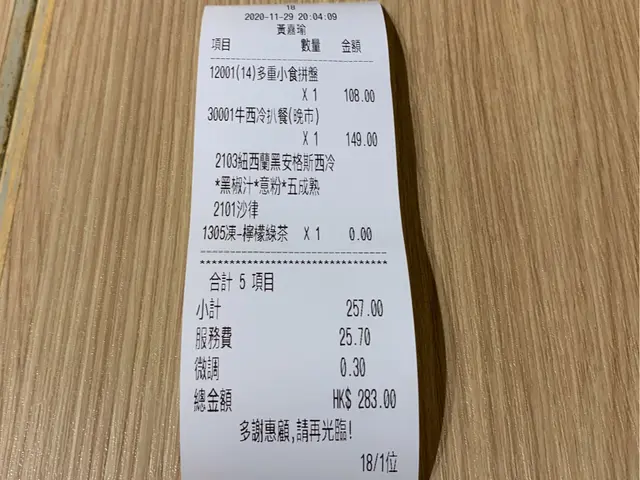 18
2020-11-29 20:04:09
黃嘉瑜
項目 數量 金額
12001(14)多重小食拼盤
X 1 108.00
30001牛西冷扒餐(晚市)
X 1 149.00
2103紐西蘭黑安格斯西冷
*黑椒汁*意粉*五成熟
2101沙律
1305凍-檸檬綠茶 X 1 0.00
*********************************
合計 5 項目
小計 257.00
服務費 25.70
微調 0.30
總金額 HK$ 283.00
多謝惠顧,請再光臨!
18/1位